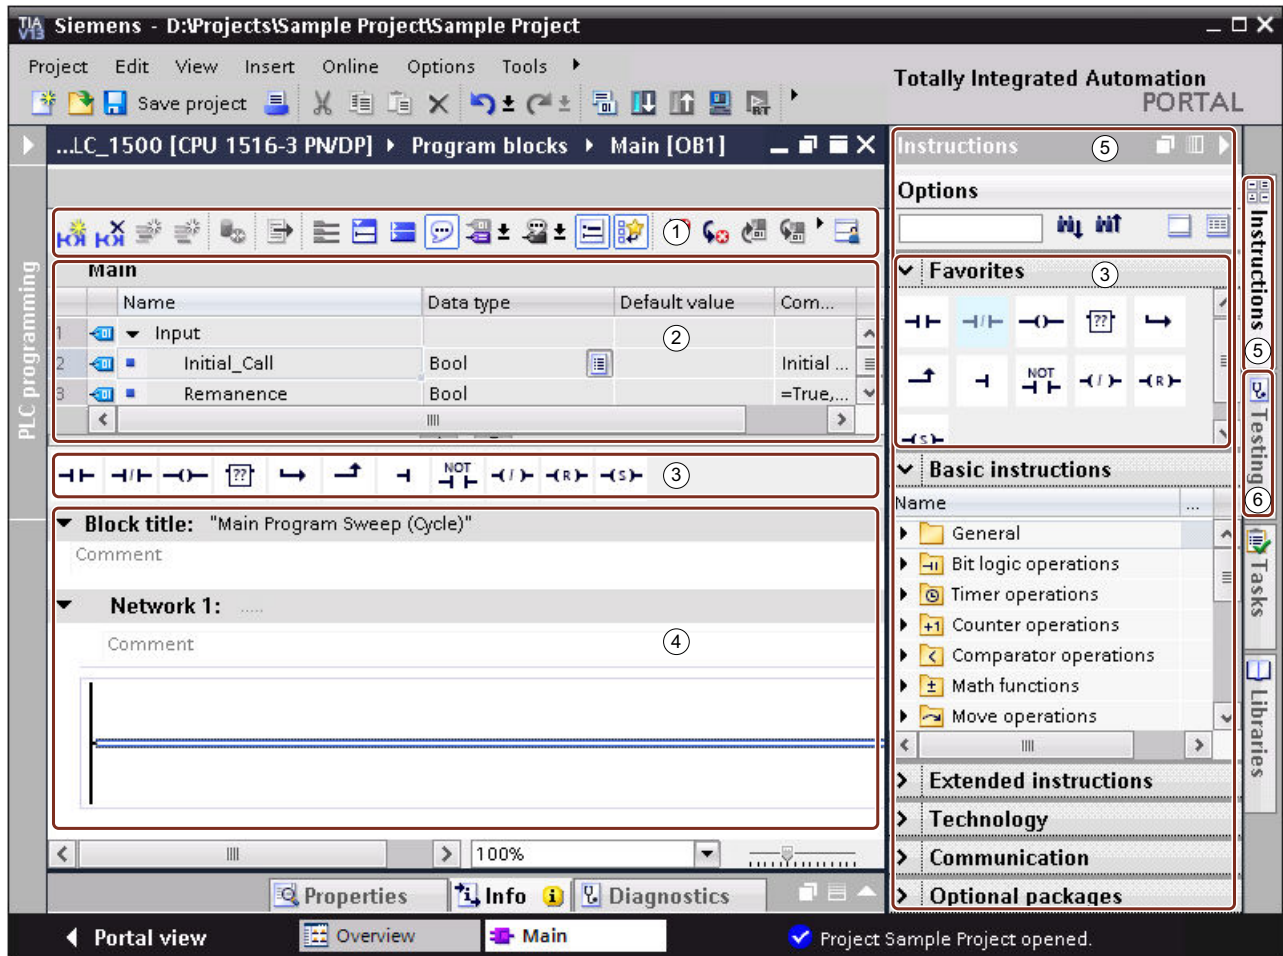 TIA V13 Siemens - D:\Projects\Sample Project\Sample Project
Project Edit View Insert Online Options Tools
Save project
Totally Integrated Automation
PORTAL
...LC_1500 [CPU 1516-3 PN/DP] Program blocks Main [OB1]
PLC programming
1
Main
Name Data type Default value Com...
1 Input
2 Initial_Call Bool Initial ...
3 Remanence Bool =True,...
2
?? NOT / R S
3
Block title: "Main Program Sweep (Cycle)"
Comment
Network 1: .....
Comment
4
100%
Properties Info Diagnostics
Instructions 5
Options
Favorites 3
??
NOT / R
S
Basic instructions
Name ...
General
Bit logic operations
Timer operations
Counter operations
Comparator operations
Math functions
Move operations
Extended instructions
Technology
Communication
Optional packages
Instructions
5
Testing
6
Tasks
Libraries
Portal view Overview Main Project Sample Project opened.